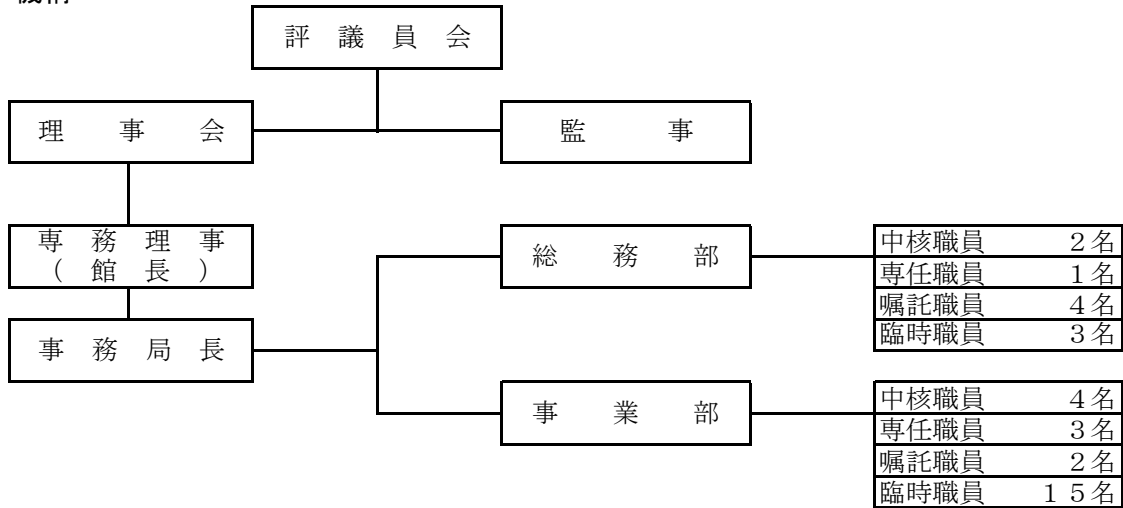 評議員会
理事会
監事
専務理事
(館長)
総務部
中核職員 2名
専任職員 1名
嘱託職員 4名
臨時職員 3名
事務局長
事業部
中核職員 4名
専任職員 3名
嘱託職員 2名
臨時職員 15名